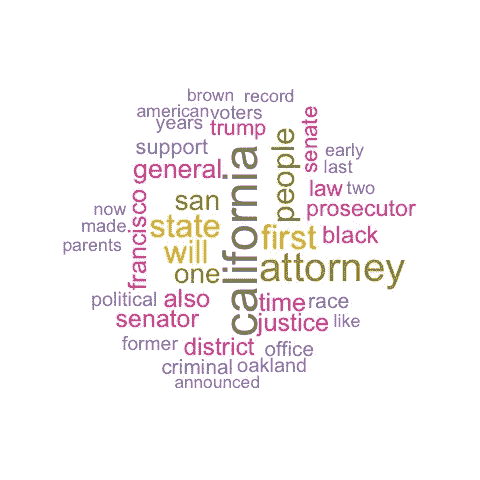 brown record
american voters
years trump
support
general
california
people
senate
early
last
law two
prosecutor
san
francisco
now
made
parents
state
will
one
first black
attorney
political also
time race
senator
justice like
former district office
criminal oakland
announced